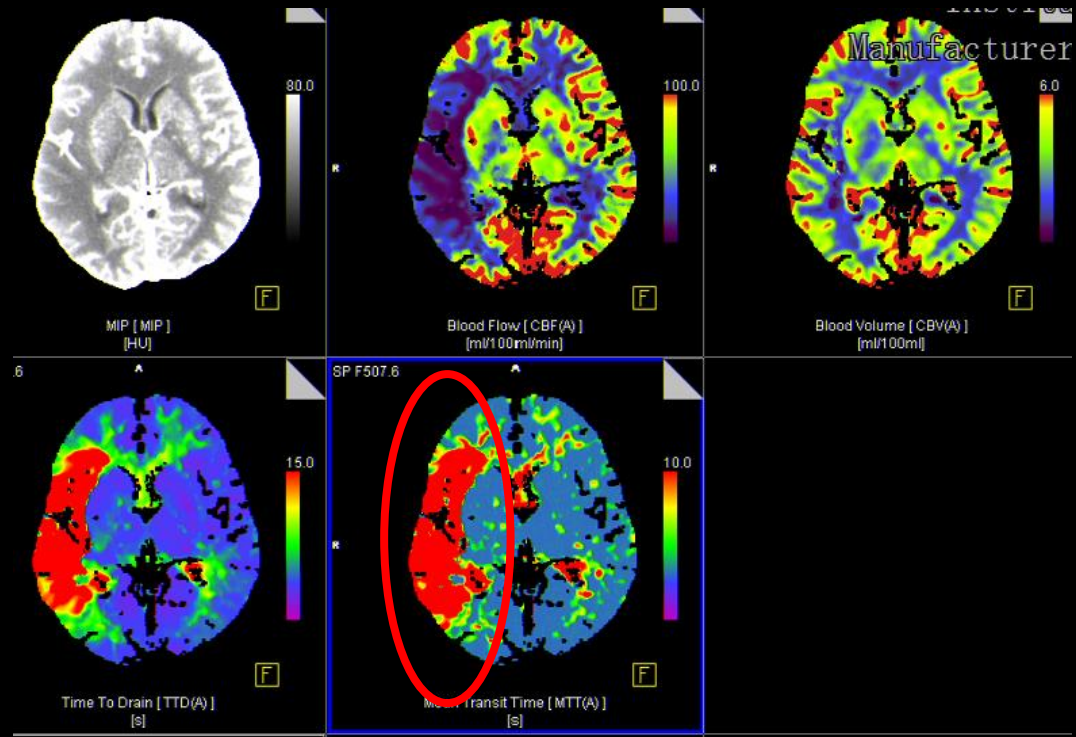 Manufacturer
80.0
100.0
6.0
R
R
F
F
F
MIP [ MIP ]
[HU]
Blood Flow [ CBF(A) ]
[ml/100ml/min]
Blood Volume [ CBV(A) ]
[ml/100ml]
.6
A
SP F507.6
A
15.0
10.0
R
F
F
Time To Drain [ TTD(A) ]
[s]
Mean Transit Time [ MTT(A) ]
[s]